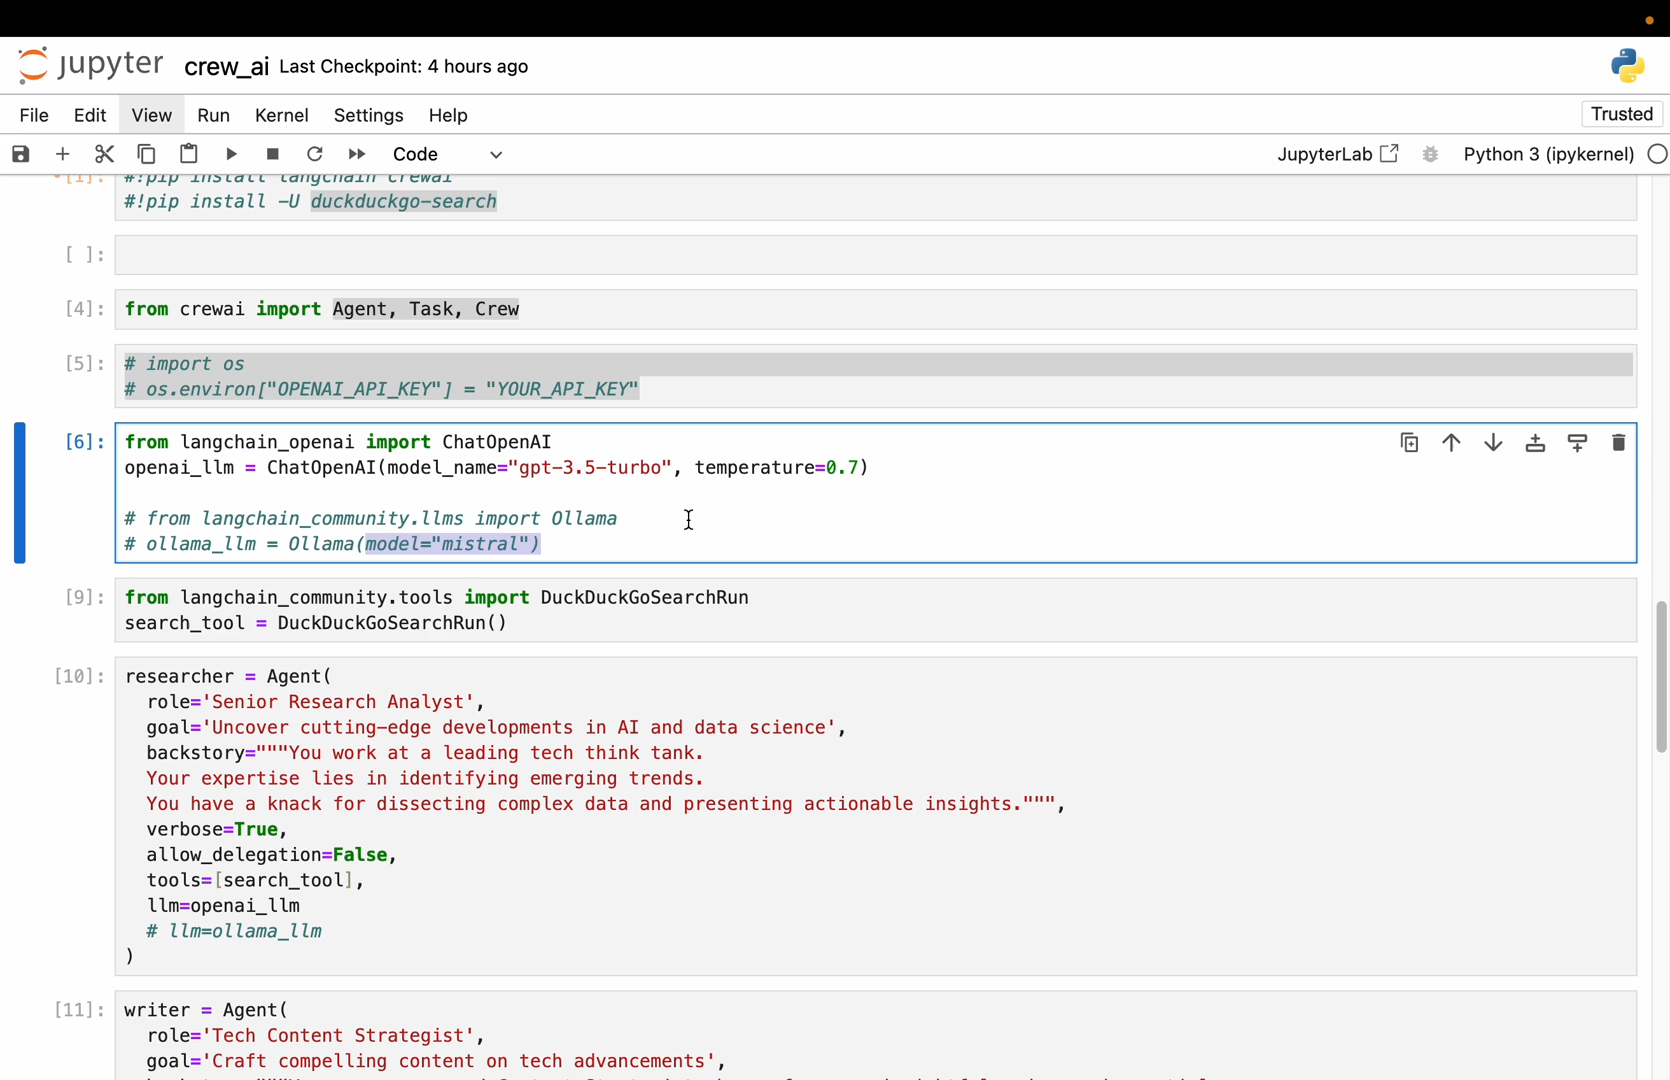 jupyter crew_ai Last Checkpoint: 4 hours ago
File Edit View Run Kernel Settings Help Trusted
Code JupyterLab Python 3 (ipykernel)
[1]: #!pip install langchain crewai
#!pip install -U duckduckgo-search
[ ]:
[4]: from crewai import Agent, Task, Crew
[5]: # import os
# os.environ["OPENAI_API_KEY"] = "YOUR_API_KEY"
[6]: from langchain_openai import ChatOpenAI
openai_llm = ChatOpenAI(model_name="gpt-3.5-turbo", temperature=0.7)
# from langchain_community.llms import Ollama
# ollama_llm = Ollama(model="mistral")
[9]: from langchain_community.tools import DuckDuckGoSearchRun
search_tool = DuckDuckGoSearchRun()
[10]: researcher = Agent(
role='Senior Research Analyst',
goal='Uncover cutting-edge developments in AI and data science',
backstory="""You work at a leading tech think tank.
Your expertise lies in identifying emerging trends.
You have a knack for dissecting complex data and presenting actionable insights.""",
verbose=True,
allow_delegation=False,
tools=[search_tool],
llm=openai_llm
# llm=ollama_llm
)
[11]: writer = Agent(
role='Tech Content Strategist',
goal='Craft compelling content on tech advancements',